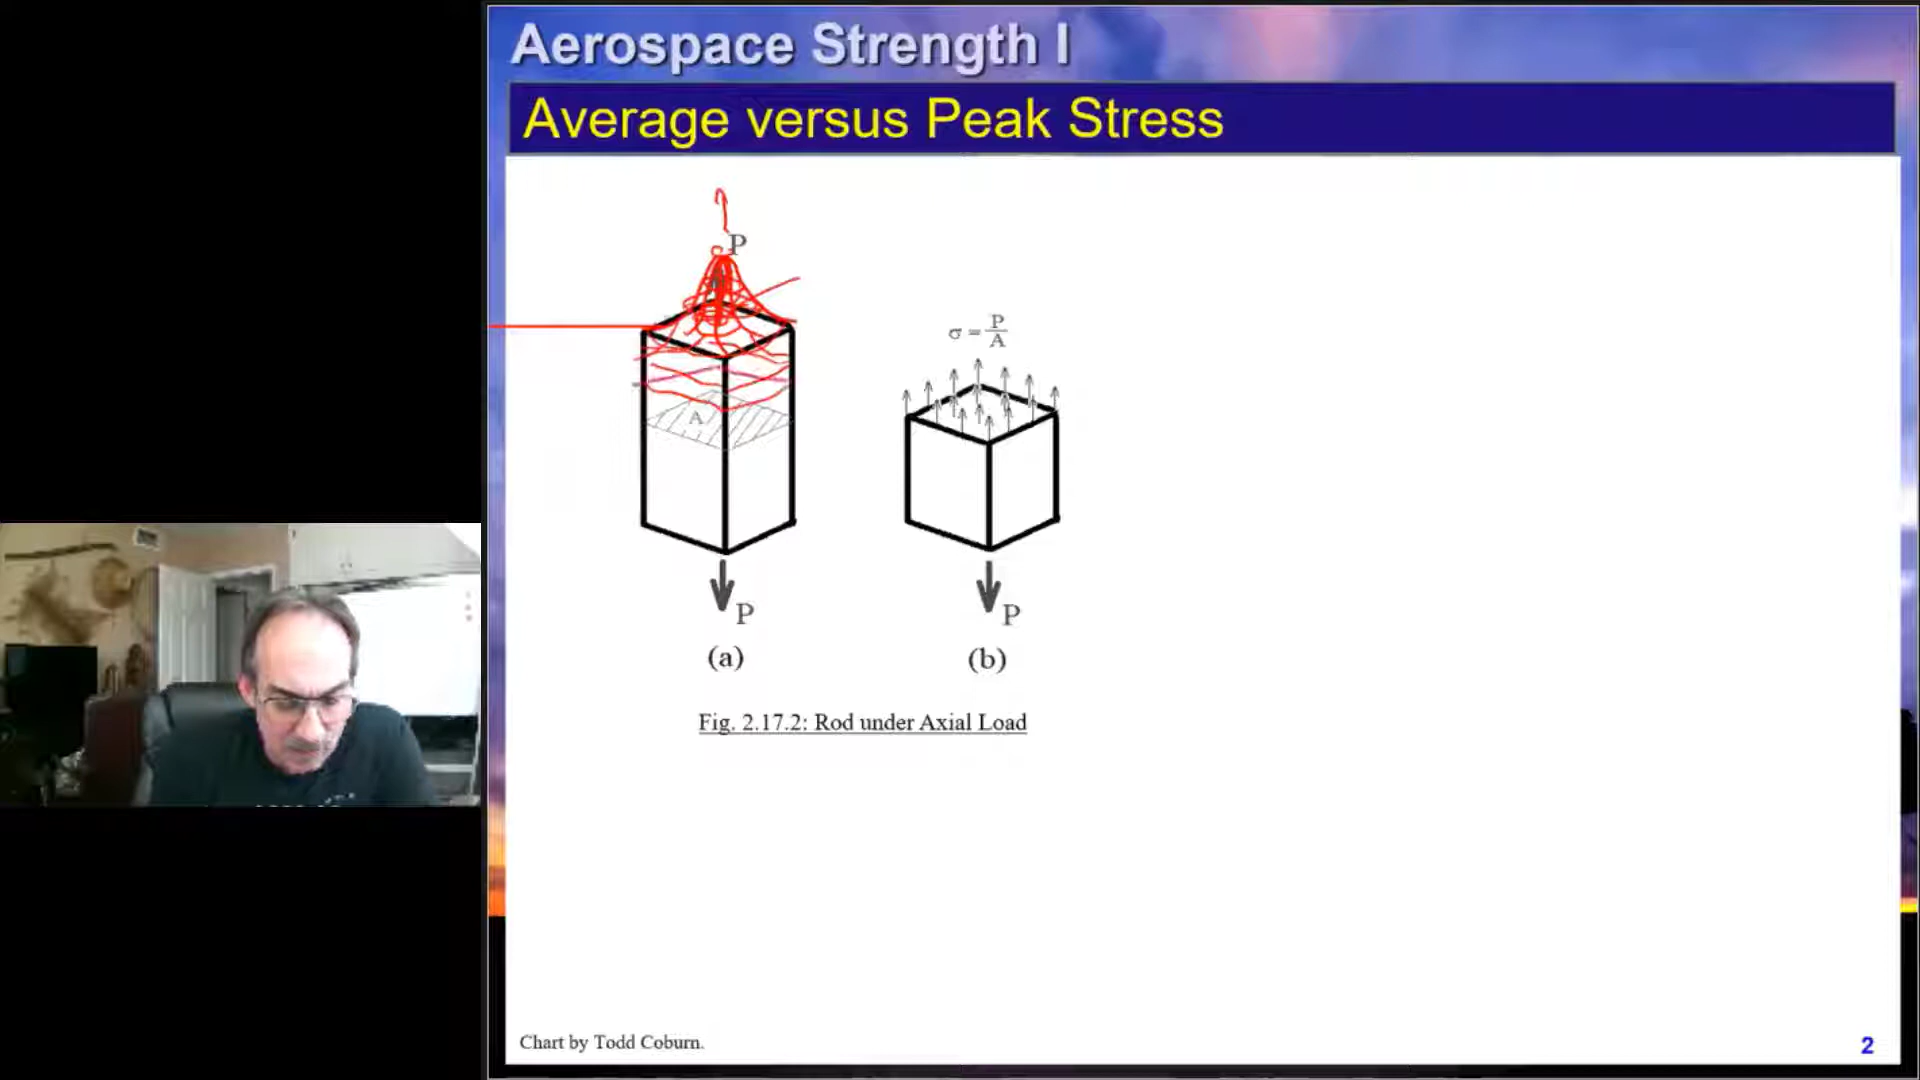 Aerospace Strength I
Average versus Peak Stress
P
σ = P/A
A
P
P
(a)
(b)
Fig. 2.17.2: Rod under Axial Load
Chart by Todd Coburn.
2